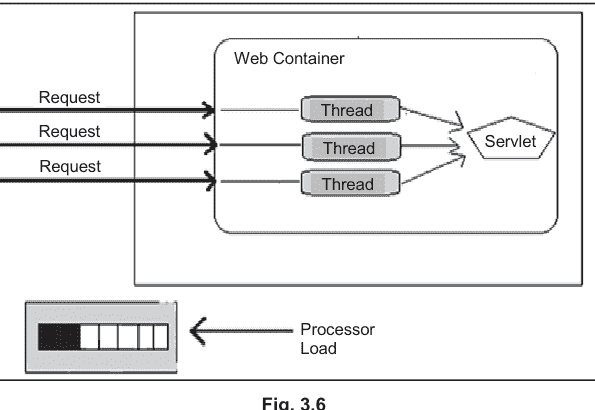 Web Container
Request
Thread
Request
Thread
Servlet
Request
Thread
Processor
Load
Fig. 3.6